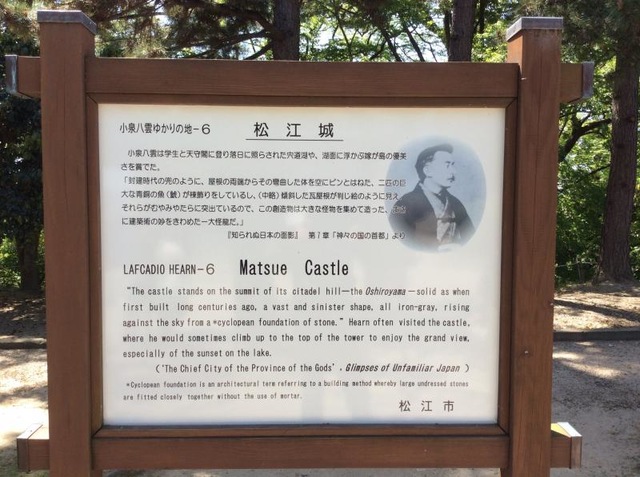 小泉八雲ゆかりの地－6
松江城
小泉八雲は学生と天守閣に登り落日に照らされた宍道湖や、湖面に浮かぶ嫁が島の優美
さを賞でた。
「封建時代の兜のように、屋根の両端からその彎曲した体を空にピンとはねた、二匹の巨
大な青銅の魚（鯱）が棟飾りをしているし、（中略）傾斜した瓦屋根が判じ絵のように見え、
それらがむやみやたらに突出ているので、この創造物は大きな怪物を集めて造った、
に建築術の妙をきわめた一大怪龍だ。」
『知られぬ日本の面影』 第1章「神々の国の首都」より
LAFCADIO HEARN－6
Matsue Castle
"The castle stands on the summit of its citadel hill—the Oshiroyama—solid as when
first built long centuries ago, a vast and sinister shape, all iron-gray, rising
against the sky from a *cyclopean foundation of stone." Hearn often visited the castle,
where he would sometimes climb up to the top of the tower to enjoy the grand view,
especially of the sunset on the lake.
('The Chief City of the Province of the Gods', Glimpses of Unfamiliar Japan)
*Cyclopean foundation is an architectural term referring to a building method whereby large undressed stones
are fitted closely together without the use of mortar.
松江市